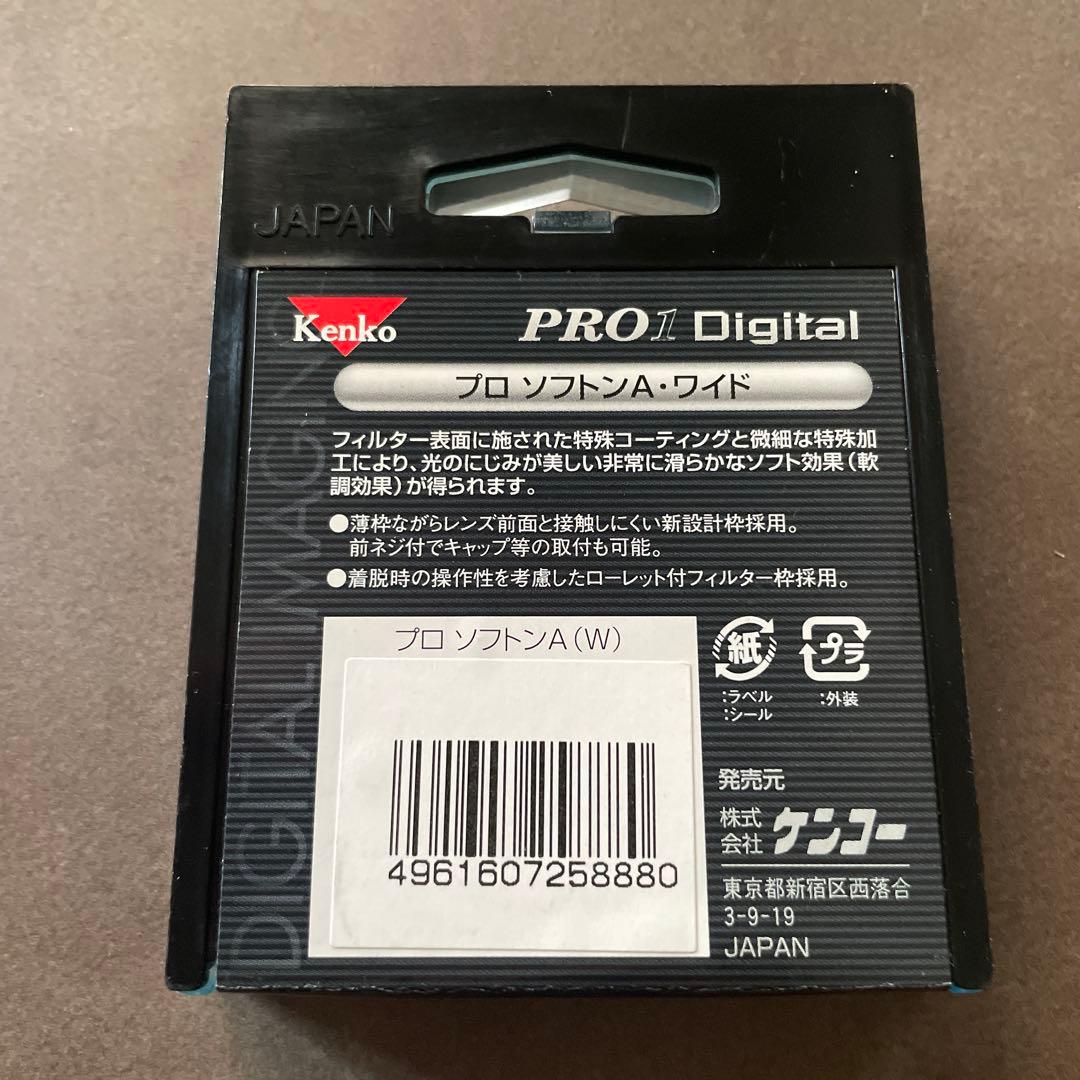 JAPAN
Kenko
PRO1 Digital
プロ ソフトンA・ワイド
フィルター表面に施された特殊コーティングと微細な特殊加
工により、光のにじみが美しい非常に滑らかなソフト効果(軟
調効果)が得られます。
●薄枠ながらレンズ前面と接触しにくい新設計枠採用。
前ネジ付でキャップ等の取付も可能。
●着脱時の操作性を考慮したローレット付フィルター枠採用。
DIGITAL IMAGING
プロ ソフトンA(W)
4961607258880
紙
:ラベル
:シール
プラ
:外装
発売元
株式
会社 ケンコー
東京都新宿区西落合
3-9-19
JAPAN